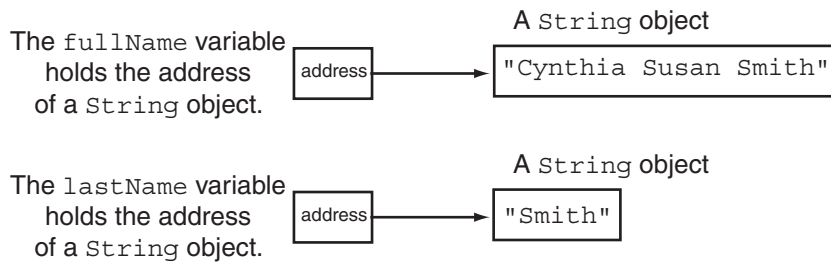 The fullName variable
holds the address
of a String object.
address
A String object
"Cynthia Susan Smith"
The lastName variable
holds the address
of a String object.
address
A String object
"Smith"